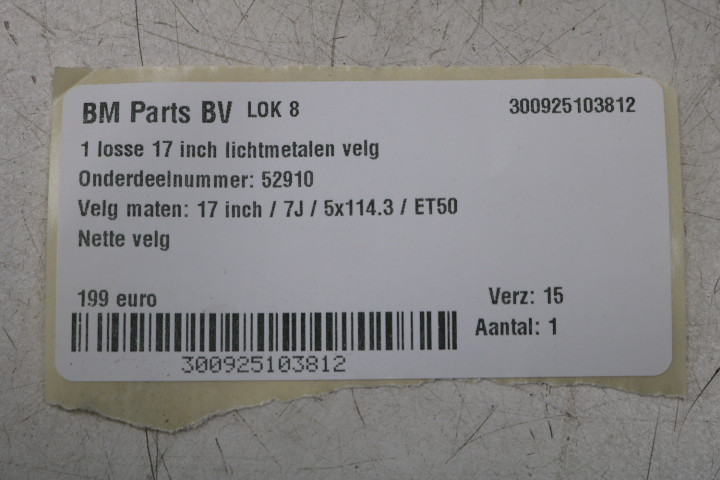 BM Parts BV LOK 8 300925103812
1 losse 17 inch lichtmetalen velg
Onderdeelnummer: 52910
Velg maten: 17 inch / 7J / 5x114.3 / ET50
Nette velg
199 euro Verz: 15
Aantal: 1
300925103812